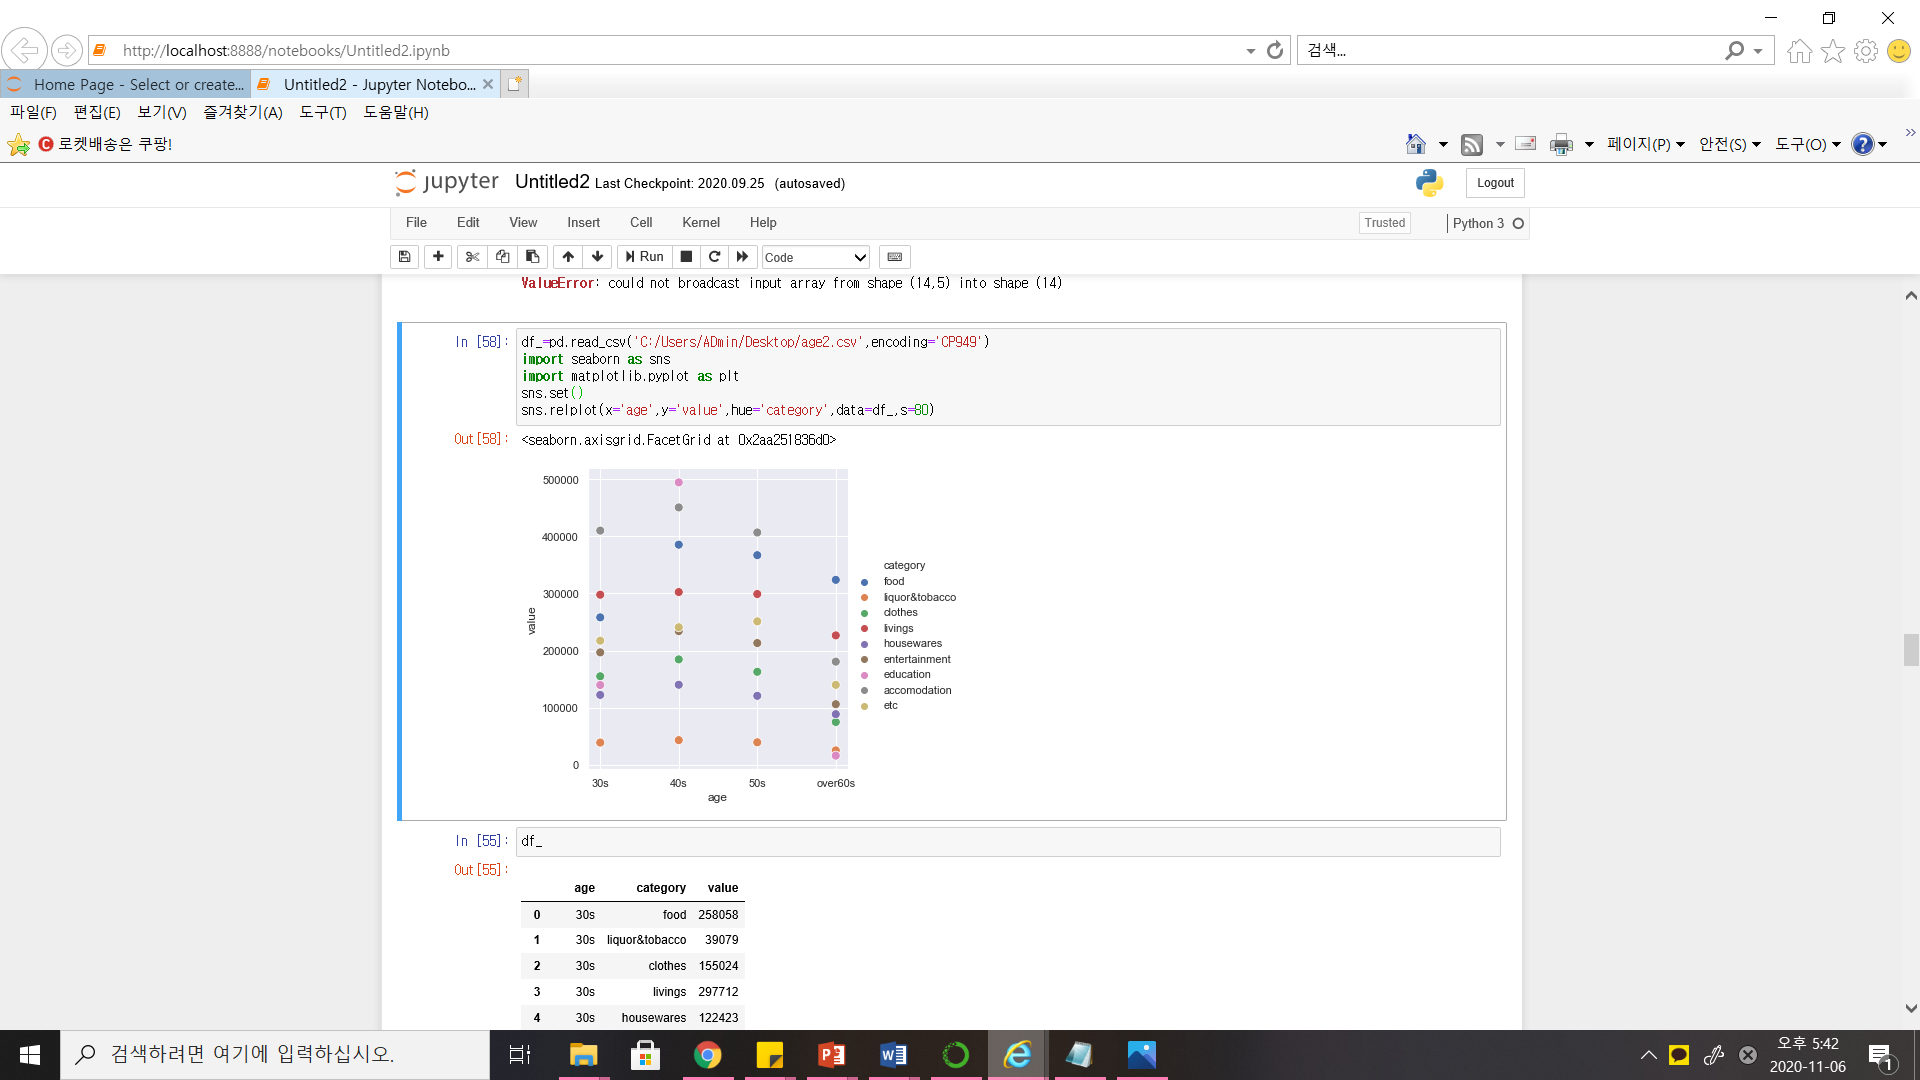 http://localhost:8888/notebooks/Untitled2.ipynb
검색...
Home Page - Select or create...
Untitled2 - Jupyter Notebo...
파일(F) 편집(E) 보기(V) 즐겨찾기(A) 도구(T) 도움말(H)
로켓배송은 쿠팡!
페이지(P) 안전(S) 도구(O)
jupyter Untitled2 Last Checkpoint: 2020.09.25 (autosaved)
Logout
File Edit View Insert Cell Kernel Help
Trusted Python 3
Run Code
ValueError: could not broadcast input array from shape (14,5) into shape (14)
In [58]: df_=pd.read_csv('C:/Users/ADmin/Desktop/age2.csv',encoding='CP949')
import seaborn as sns
import matplotlib.pyplot as plt
sns.set()
sns.relplot(x='age',y='value',hue='category',data=df_,s=80)
Out[58]: <seaborn.axisgrid.FacetGrid at 0x2aa251836d0>
500000
400000
300000
200000
100000
0
value
30s 40s 50s over60s
age
category
food
liquor&tobacco
clothes
livings
housewares
entertainment
education
accomodation
etc
In [55]: df_
Out[55]:
age category value
0 30s food 258058
1 30s liquor&tobacco 39079
2 30s clothes 155024
3 30s livings 297712
4 30s housewares 122423
검색하려면 여기에 입력하십시오.
오후 5:42
2020-11-06
1